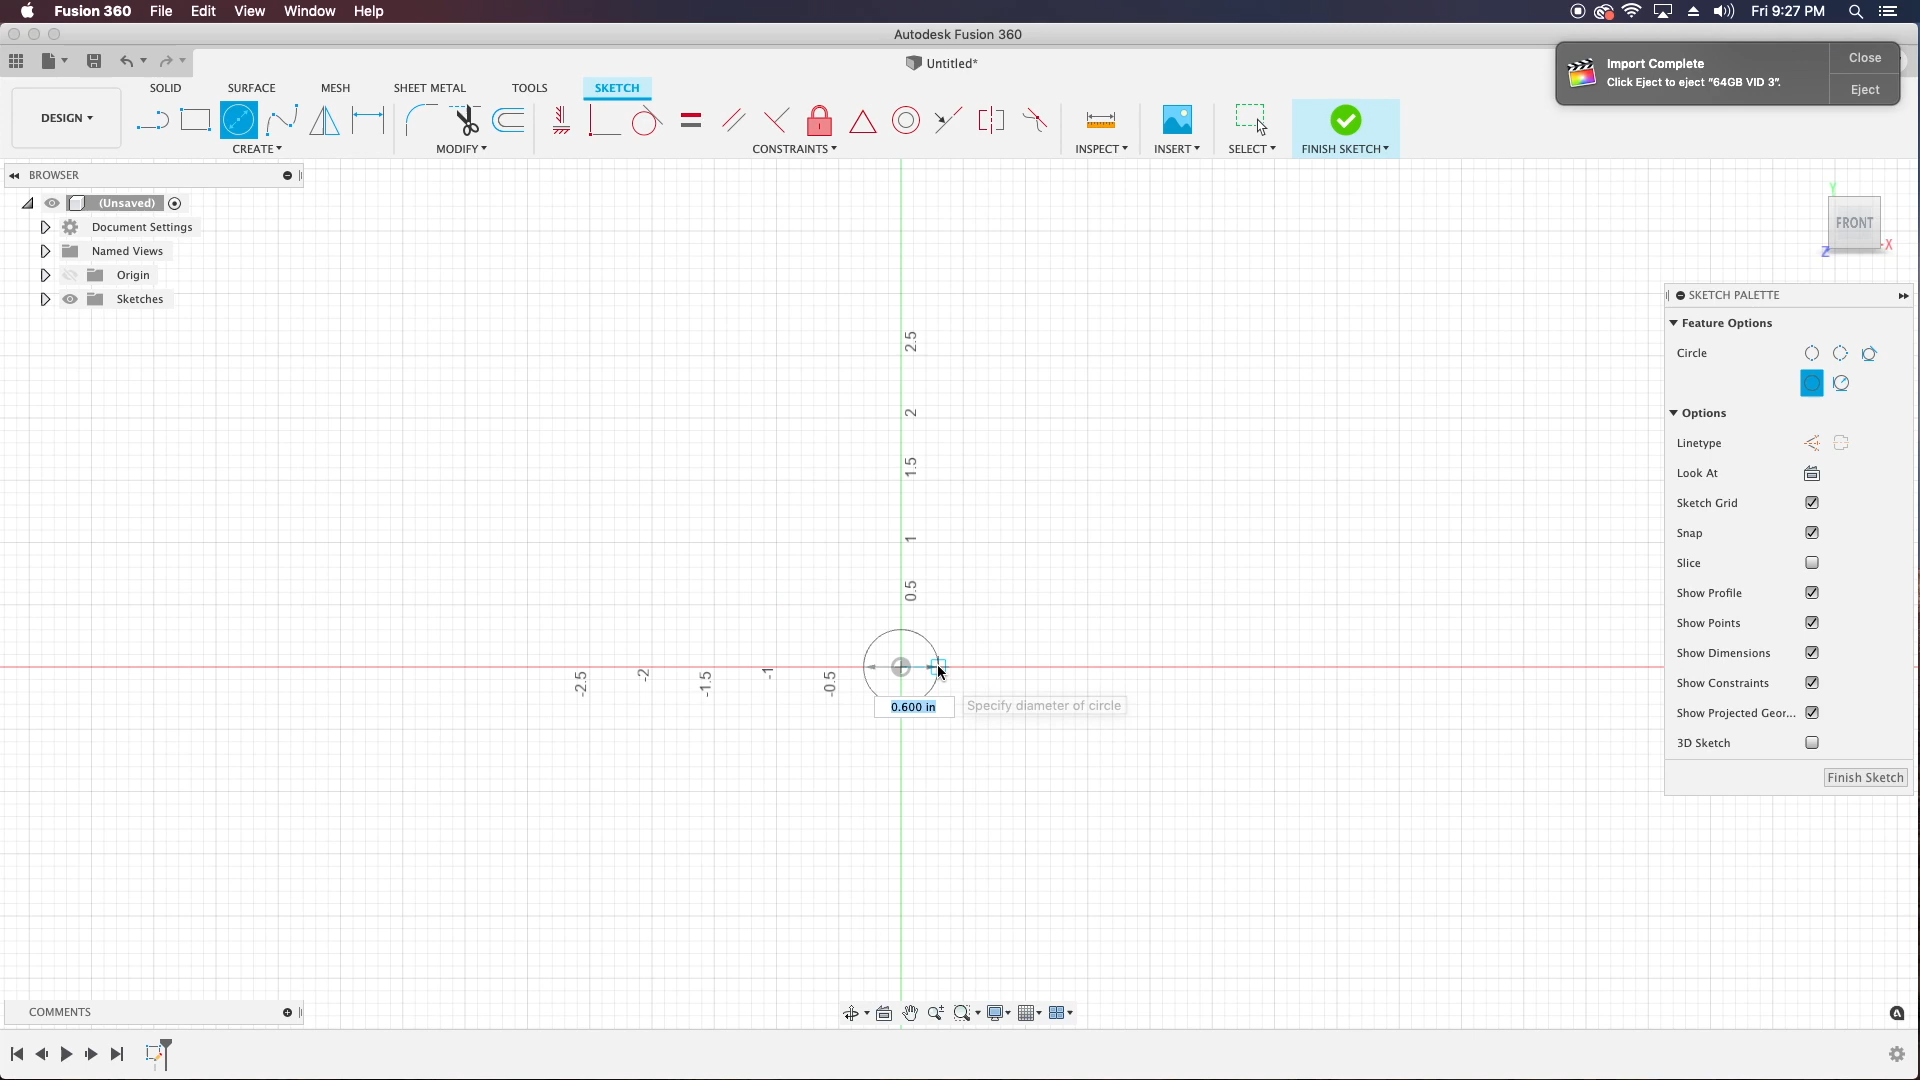 Fusion 360 File Edit View Window Help Fri 9:27 PM
Autodesk Fusion 360
Untitled*
Import Complete
Click Eject to eject "64GB VID 3".
Close
Eject
SOLID SURFACE MESH SHEET METAL TOOLS SKETCH
DESIGN
CREATE MODIFY CONSTRAINTS INSPECT INSERT SELECT FINISH SKETCH
BROWSER
(Unsaved)
Document Settings
Named Views
Origin
Sketches
Y
FRONT
-X
Z
SKETCH PALETTE
Feature Options
Circle
Options
Linetype
Look At
Sketch Grid
Snap
Slice
Show Profile
Show Points
Show Dimensions
Show Constraints
Show Projected Geor...
3D Sketch
Finish Sketch
2.5
2
1.5
1
0.5
-2.5 -2 -1.5 -1 -0.5
0.600 in Specify diameter of circle
COMMENTS